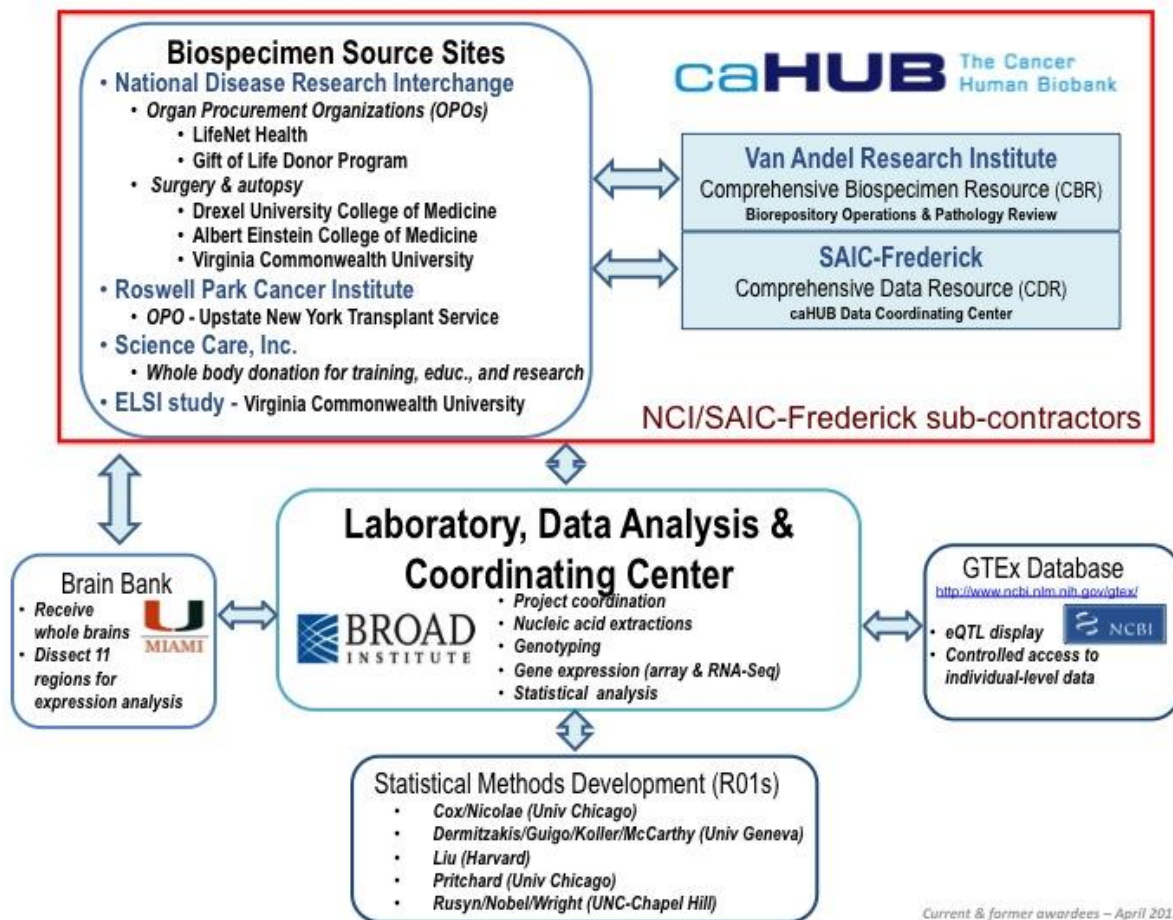 Biospecimen Source Sites
• National Disease Research Interchange
• Organ Procurement Organizations (OPOs)
• LifeNet Health
• Gift of Life Donor Program
• Surgery & autopsy
• Drexel University College of Medicine
• Albert Einstein College of Medicine
• Virginia Commonwealth University
• Roswell Park Cancer Institute
• OPO - Upstate New York Transplant Service
• Science Care, Inc.
• Whole body donation for training, educ., and research
• ELSI study - Virginia Commonwealth University
caHUB The Cancer
Human Biobank
Van Andel Research Institute
Comprehensive Biospecimen Resource (CBR)
Biorepository Operations & Pathology Review
SAIC-Frederick
Comprehensive Data Resource (CDR)
caHUB Data Coordinating Center
NCI/SAIC-Frederick sub-contractors
Brain Bank
• Receive
whole brains
• Dissect 11
regions for
expression analysis
U
MIAMI
Laboratory, Data Analysis &
Coordinating Center
BROAD
INSTITUTE
• Project coordination
• Nucleic acid extractions
• Genotyping
• Gene expression (array & RNA-Seq)
• Statistical analysis
GTEx Database
http://www.ncbi.nlm.nih.gov/gtex/
NCBI
• eQTL display
• Controlled access to
individual-level data
Statistical Methods Development (R01s)
• Cox/Nicolae (Univ Chicago)
• Dermitzakis/Guigo/Koller/McCarthy (Univ Geneva)
• Liu (Harvard)
• Pritchard (Univ Chicago)
• Rusyn/Nobel/Wright (UNC-Chapel Hill)
Current & former awardees – April 201